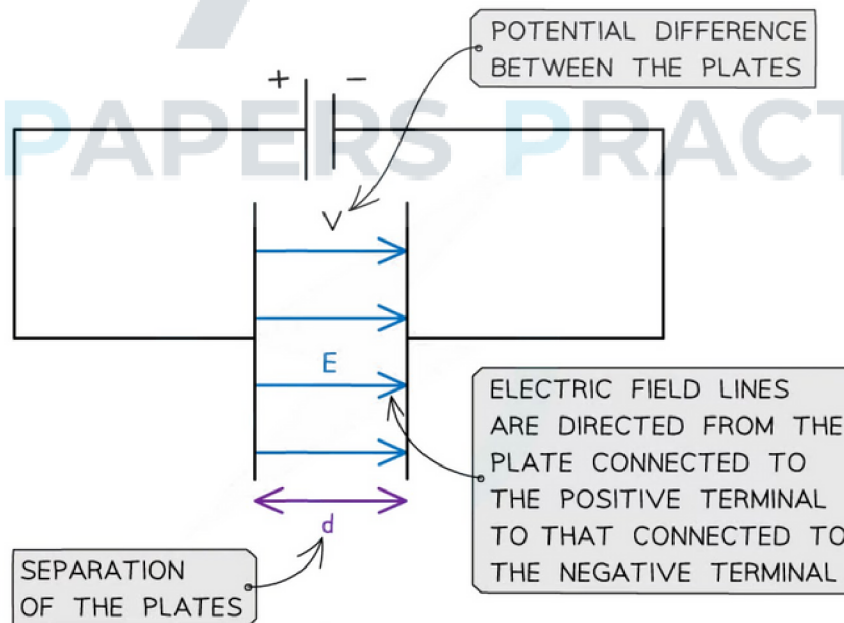 POTENTIAL DIFFERENCE
BETWEEN THE PLATES
+ −
PAPERS PRACT
V
E
ELECTRIC FIELD LINES
ARE DIRECTED FROM THE
PLATE CONNECTED TO
THE POSITIVE TERMINAL
TO THAT CONNECTED TO
THE NEGATIVE TERMINAL
d
SEPARATION
OF THE PLATES